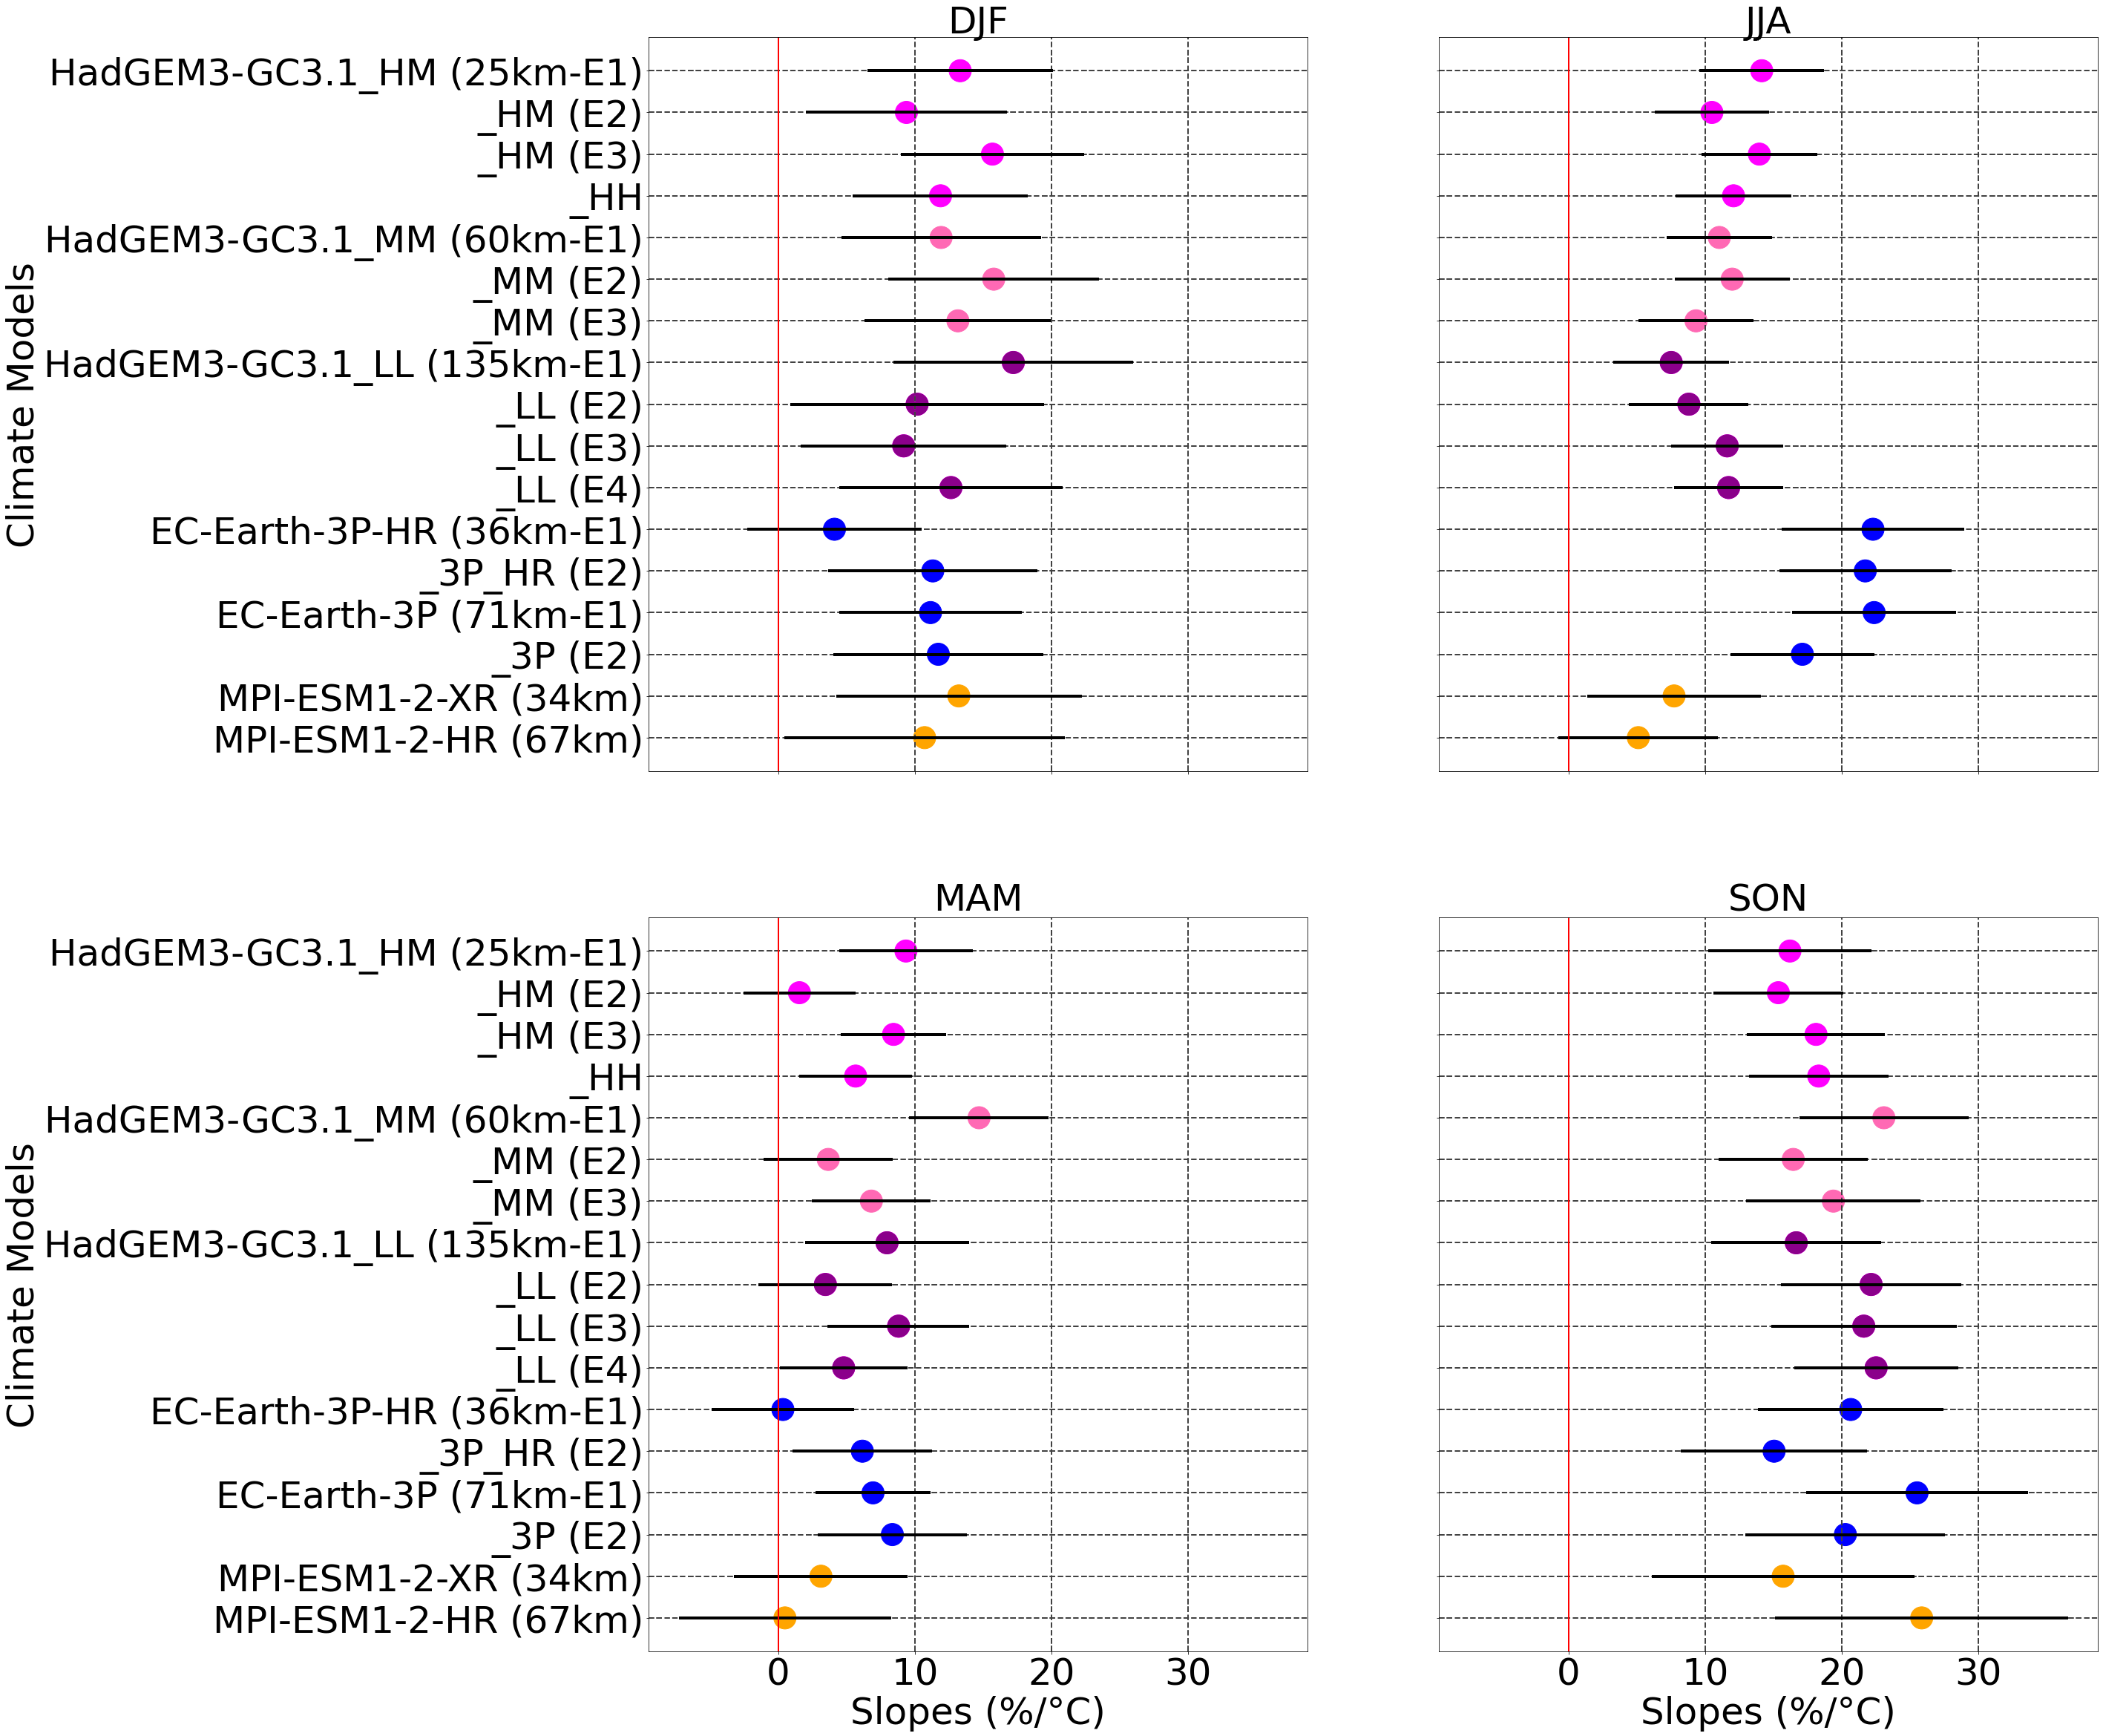 DJF
JJA
HadGEM3-GC3.1_HM (25km-E1)
_HM (E2)
_HM (E3)
_HH
HadGEM3-GC3.1_MM (60km-E1)
_MM (E2)
_MM (E3)
HadGEM3-GC3.1_LL (135km-E1)
_LL (E2)
_LL (E3)
_LL (E4)
EC-Earth-3P-HR (36km-E1)
_3P_HR (E2)
EC-Earth-3P (71km-E1)
_3P (E2)
MPI-ESM1-2-XR (34km)
MPI-ESM1-2-HR (67km)
Climate Models
MAM
SON
HadGEM3-GC3.1_HM (25km-E1)
_HM (E2)
_HM (E3)
_HH
HadGEM3-GC3.1_MM (60km-E1)
_MM (E2)
_MM (E3)
HadGEM3-GC3.1_LL (135km-E1)
_LL (E2)
_LL (E3)
_LL (E4)
EC-Earth-3P-HR (36km-E1)
_3P_HR (E2)
EC-Earth-3P (71km-E1)
_3P (E2)
MPI-ESM1-2-XR (34km)
MPI-ESM1-2-HR (67km)
Climate Models
0 10 20 30
0 10 20 30
Slopes (%/°C)
Slopes (%/°C)